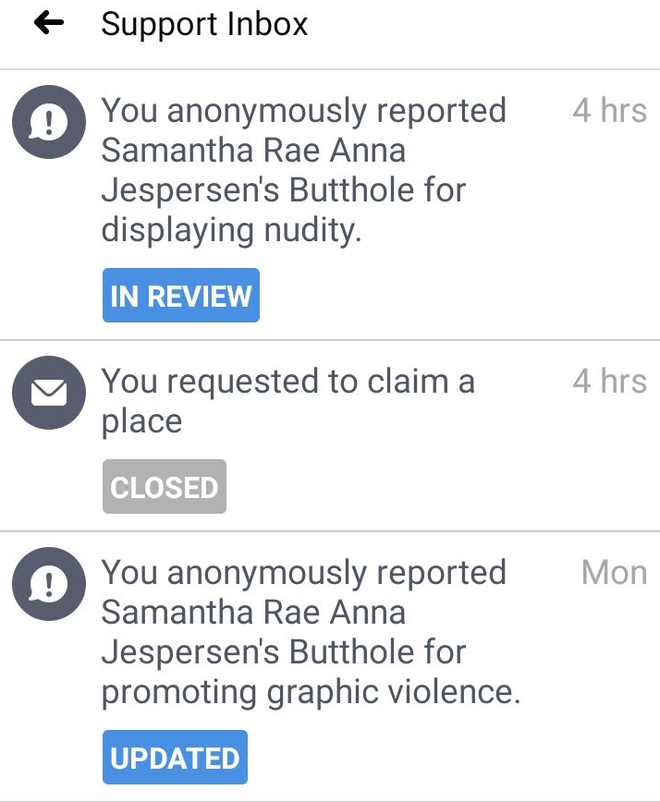 Support Inbox
You anonymously reported
4 hrs
Samantha Rae Anna
Jespersen's Butthole for
displaying nudity.
IN REVIEW
You requested to claim a
4 hrs
place
CLOSED
You anonymously reported
Mon
Samantha Rae Anna
Jespersen's Butthole for
promoting graphic violence.
UPDATED